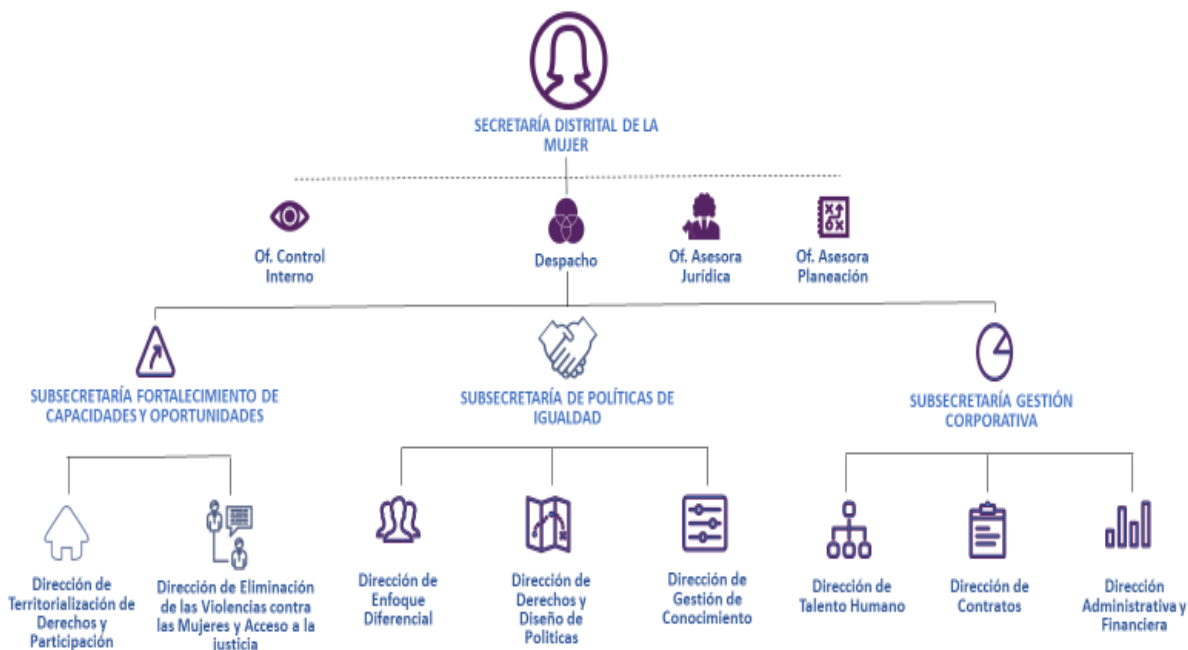 SECRETARÍA DISTRITAL DE LA
MUJER
Of. Control
Interno
Despacho
Of. Asesora
Jurídica
Of. Asesora
Planeación
SUBSECRETARÍA FORTALECIMIENTO DE
CAPACIDADES Y OPORTUNIDADES
SUBSECRETARÍA DE POLÍTICAS DE
IGUALDAD
SUBSECRETARÍA GESTIÓN
CORPORATIVA
Dirección de
Territorialización de
Derechos y
Participación
Dirección de Eliminación
de las Violencias contra
las Mujeres y Acceso a la
justicia
Dirección de
Enfoque
Diferencial
Dirección de
Derechos y
Diseño de
Politicas
Dirección de
Gestión de
Conocimiento
Dirección de
Talento Humano
Dirección de
Contratos
Dirección
Administrativa y
Financiera